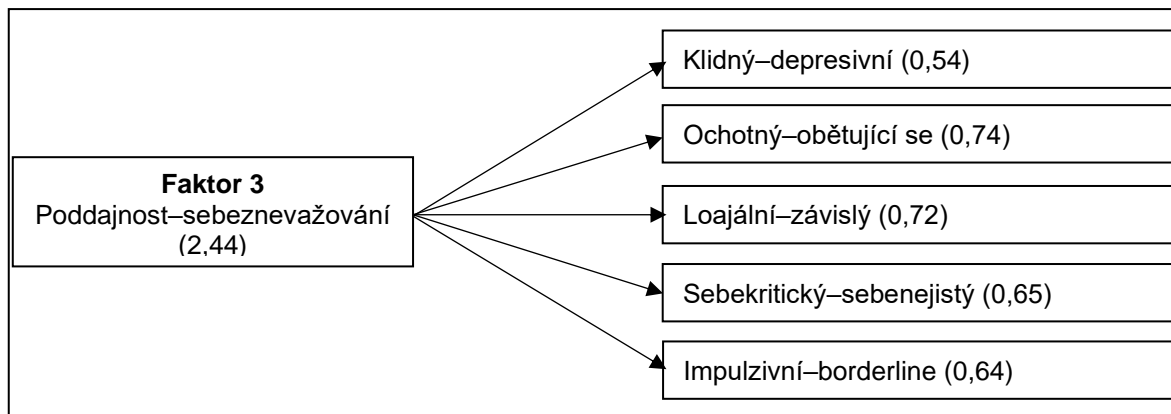 Faktor 3
Poddajnost–sebeznevažování
(2,44)
Klidný–depresivní (0,54)
Ochotný–obětující se (0,74)
Loajální–závislý (0,72)
Sebekritický–sebenejistý (0,65)
Impulzivní–borderline (0,64)